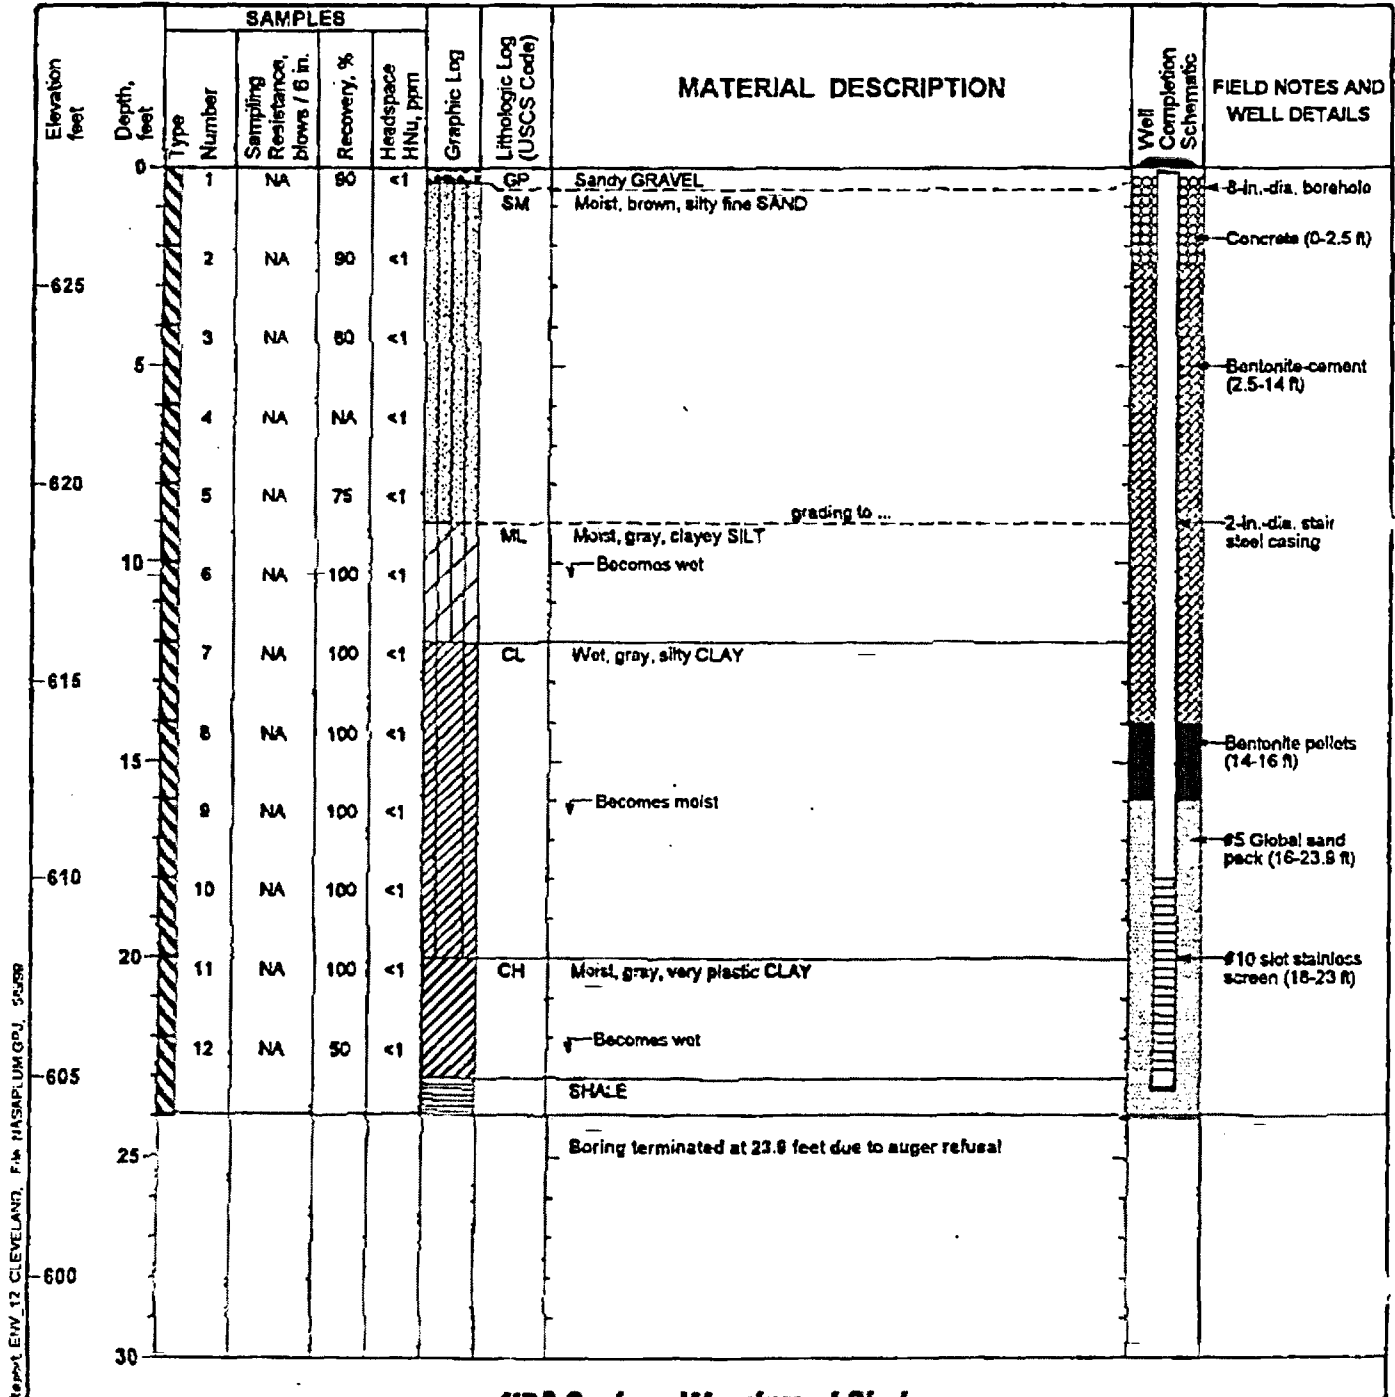 SAMPLES
Elevation feet
Depth, feet
Type
Number
Sampling Resistance, blows / 6 in.
Recovery, %
Headspace HNu, ppm
Graphic Log
Lithologic Log (USCS Code)
MATERIAL DESCRIPTION
Well Completion Schematic
FIELD NOTES AND WELL DETAILS
0
1 NA 90 <1 GP Sandy GRAVEL
8-in.-dia. borehole
SM Moist, brown, silty fine SAND
Concrete (0-2.5 ft)
2 NA 90 <1
625
3 NA 60 <1
5
Bentonite-cement
(2.5-14 ft)
4 NA NA <1
620
5 NA 75 <1
grading to ...
ML Moist, gray, clayey SILT
2-in.-dia. stair
steel casing
10
Becomes wet
6 NA 100 <1
7 NA 100 <1 CL Wet, gray, silty CLAY
615
8 NA 100 <1
Bentonite pellets
(14-16 ft)
15
Becomes moist
9 NA 100 <1
#5 Global sand
pack (16-23.9 ft)
610
10 NA 100 <1
20
11 NA 100 <1 CH Moist, gray, very plastic CLAY
#10 slot stainless
screen (18-23 ft)
Becomes wet
12 NA 50 <1
605
SHALE
Boring terminated at 23.9 feet due to auger refusal
25
600
30
Report ENV_12 CLEVELAND, File NASAPLUM.GPJ,